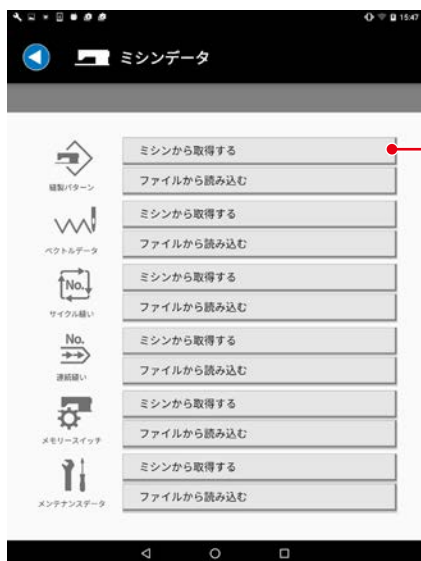 15:47
ミシンデータ
ミシンから取得する
縫製パターン
ファイルから読み込む
ミシンから取得する
ベクトルデータ
ファイルから読み込む
No.
ミシンから取得する
サイクル縫い
ファイルから読み込む
No.
ミシンから取得する
連続縫い
ファイルから読み込む
ミシンから取得する
メモリースイッチ
ファイルから読み込む
ミシンから取得する
メンテナンスデータ
ファイルから読み込む